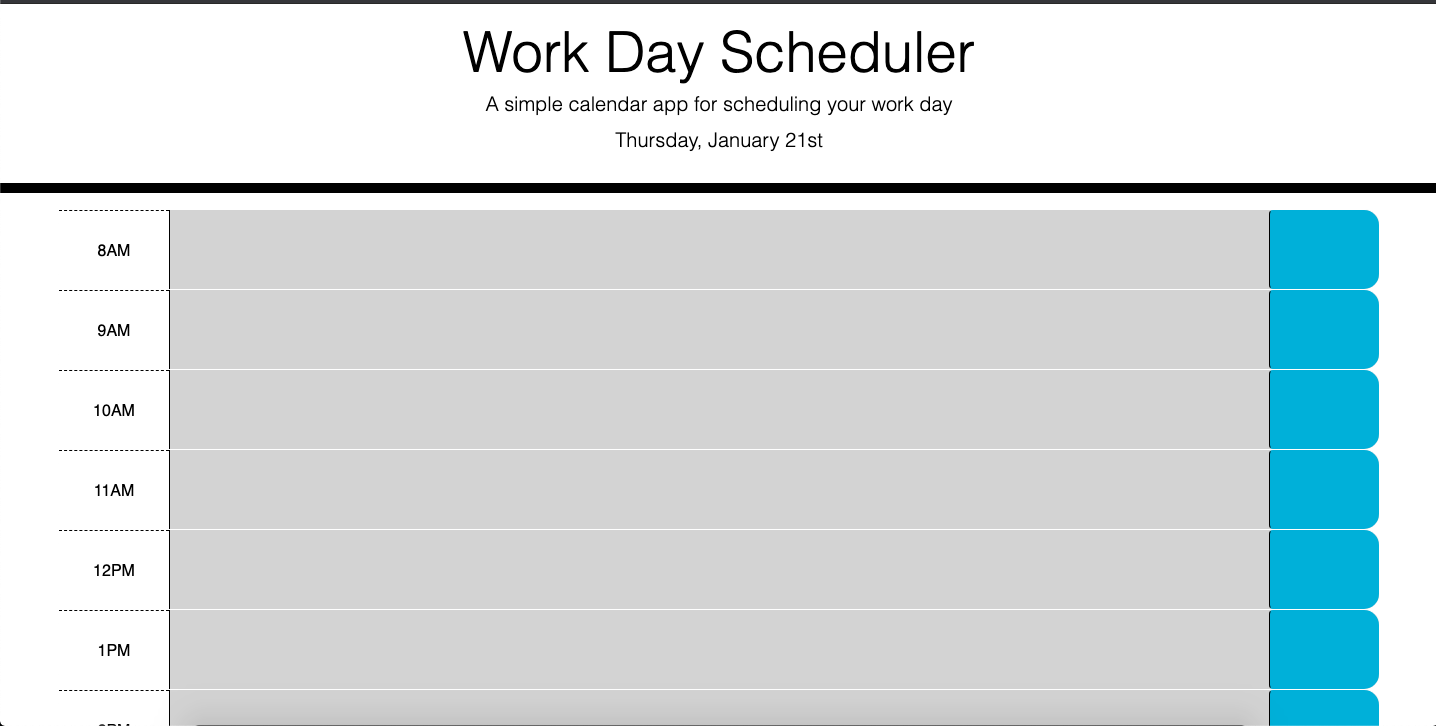 Work Day Scheduler
A simple calendar app for scheduling your work day
Thursday, January 21st
8AM
9AM
10AM
11AM
12PM
1PM